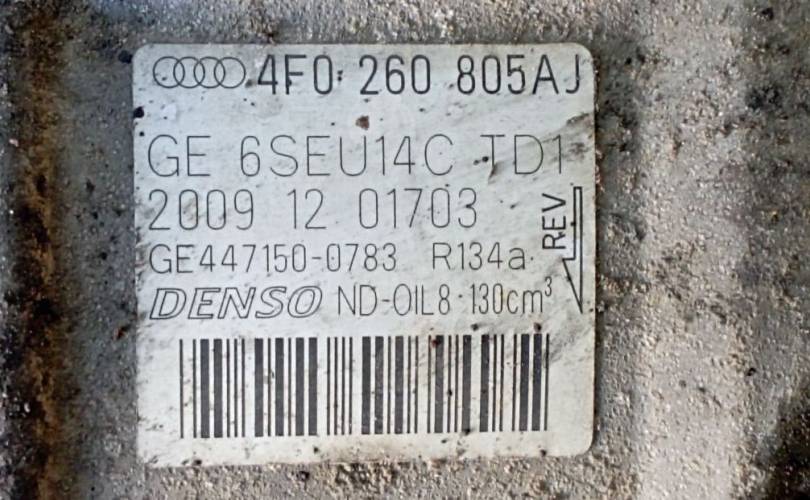 4F0 260 805AJ
GE 6SEU14C TD1
2009 12 01703
GE447150-0783 R134a
REV
DENSO ND-OIL8 130cm³